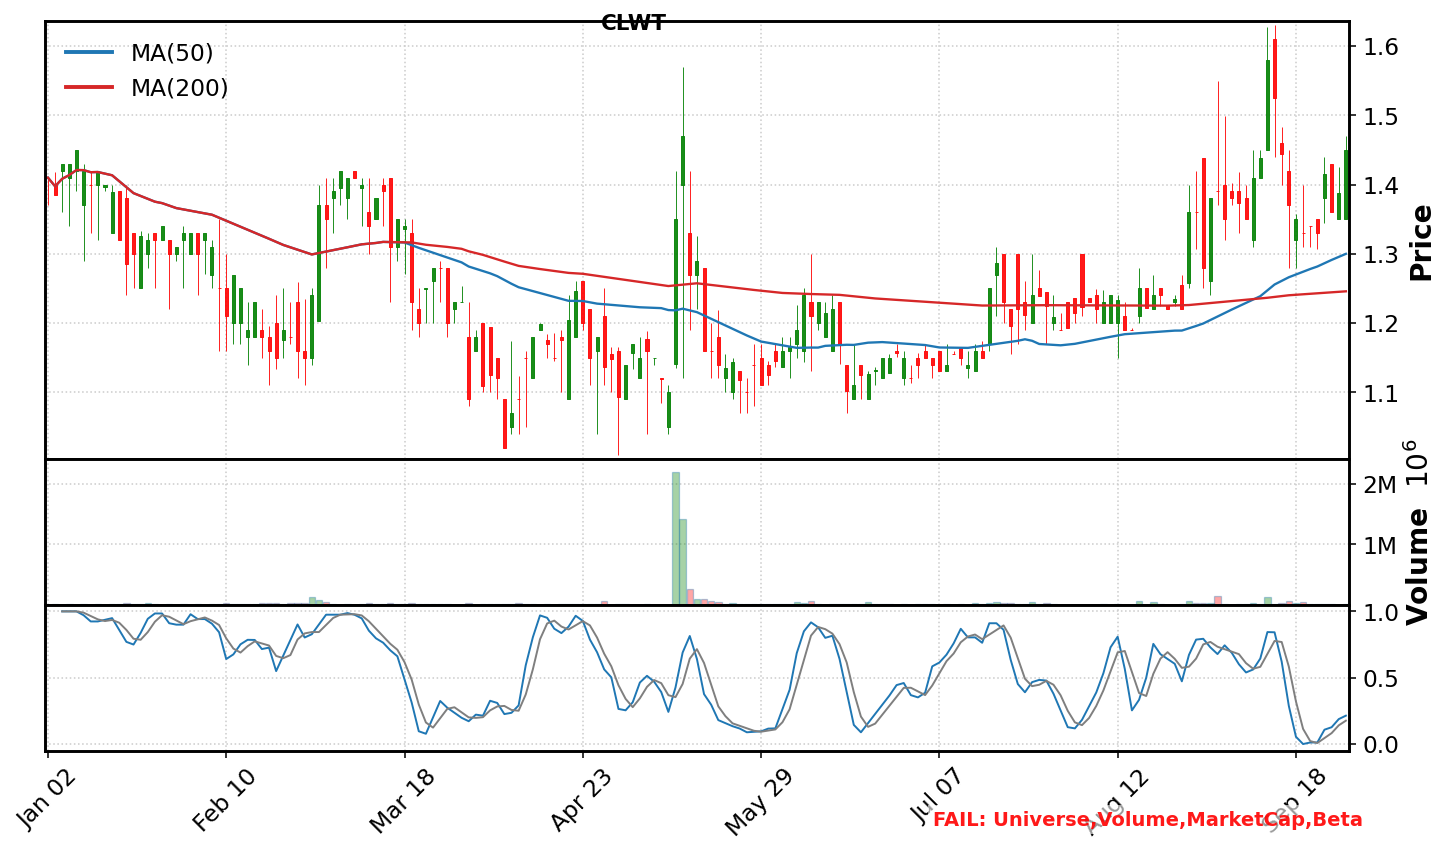 CLWT
MA(50)
MA(200)
1.6
1.5
1.4
1.3
1.2
1.1
Price
2M
1M
Volume 10⁶
1.0
0.5
0.0
Jan 02
Feb 10
Mar 18
Apr 23
May 29
Jul 07
Aug 12
Sep 18
FAIL: Universe,Volume,MarketCap,Beta